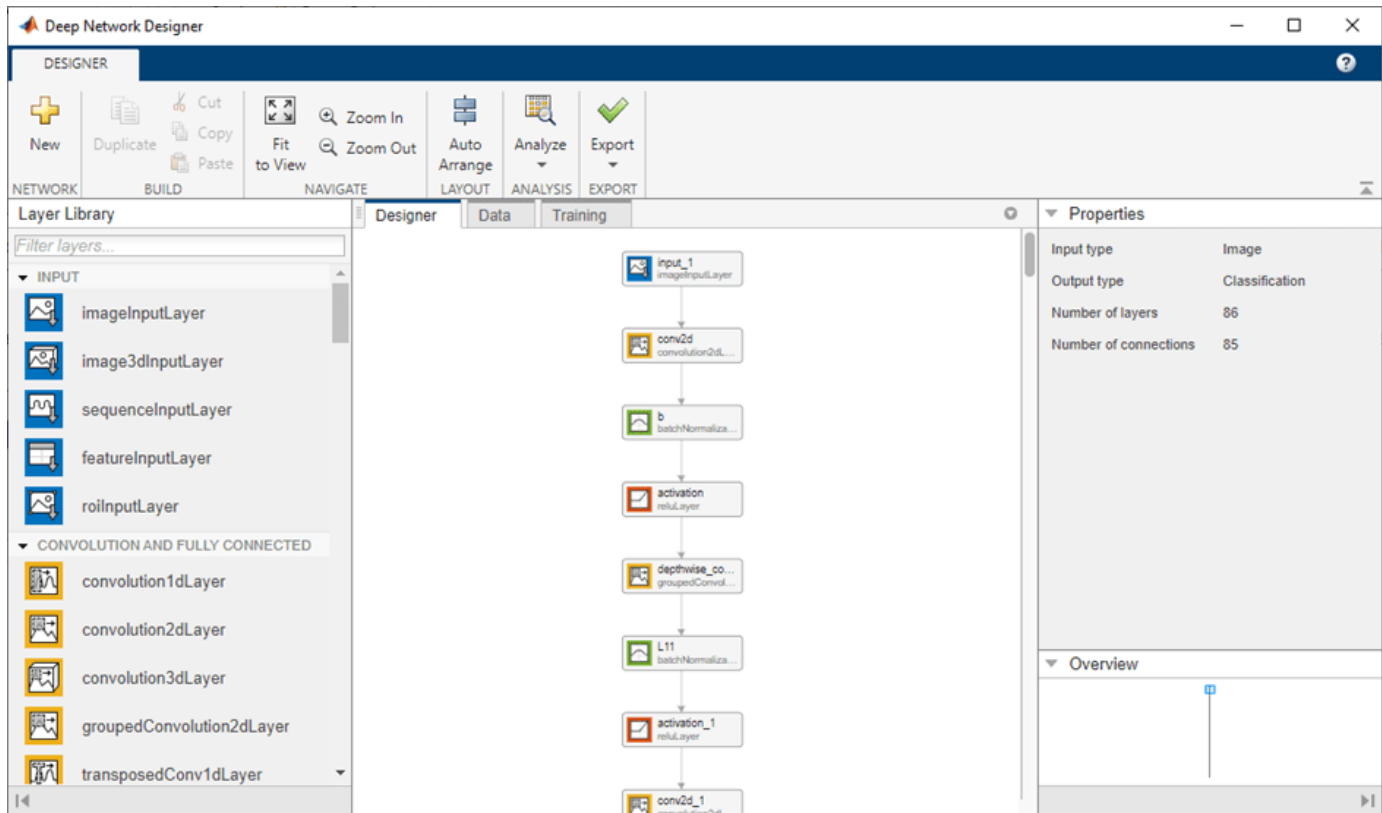 Deep Network Designer
DESIGNER
New
Duplicate
Cut
Copy
Paste
Fit
to View
Zoom In
Zoom Out
Auto
Arrange
Analyze
Export
NETWORK
BUILD
NAVIGATE
LAYOUT
ANALYSIS
EXPORT
Layer Library
Filter layers...
INPUT
imageInputLayer
image3dInputLayer
sequenceInputLayer
featureInputLayer
roiInputLayer
CONVOLUTION AND FULLY CONNECTED
convolution1dLayer
convolution2dLayer
convolution3dLayer
groupedConvolution2dLayer
transposedConv1dLayer
Designer
Data
Training
input_1
imageInputLayer
conv2d
convolution2dL...
b
batchNormaliza...
activation
reluLayer
depthwise_co...
groupedConvol...
L11
batchNormaliza...
activation_1
reluLayer
conv2d_1
Properties
Input type Image
Output type Classification
Number of layers 86
Number of connections 85
Overview